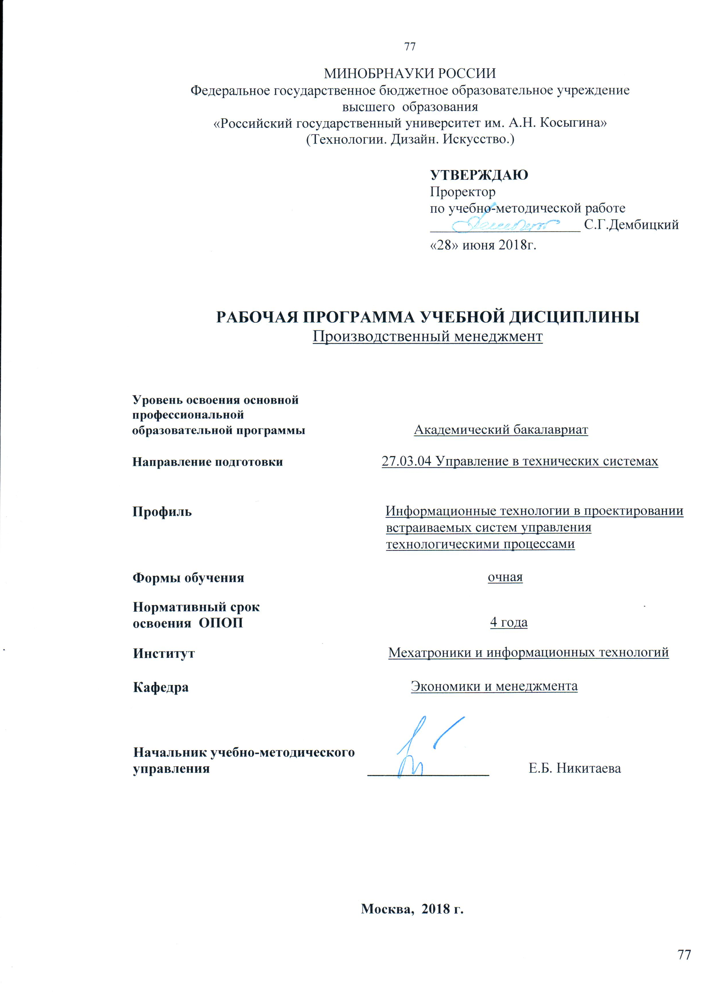 77
МИНОБРНАУКИ РОССИИ
Федеральное государственное бюджетное образовательное учреждение
высшего  образования
«Российский государственный университет им. А.Н. Косыгина»
(Технологии. Дизайн. Искусство.)
УТВЕРЖДАЮ
Проректор
по учебно-методической работе
____________________ С.Г.Дембицкий
«28» июня 2018г.
РАБОЧАЯ ПРОГРАММА УЧЕБНОЙ ДИСЦИПЛИНЫ
Производственный менеджмент
Уровень освоения основной
профессиональной
образовательной программы Академический бакалавриат
Направление подготовки 27.03.04 Управление в технических системах
Профиль Информационные технологии в проектировании
встраиваемых систем управления
технологическими процессами
Формы обучения очная
Нормативный срок
освоения  ОПОП 4 года
Институт Мехатроники и информационных технологий
Кафедра Экономики и менеджмента
Начальник учебно-методического
управления ________________ Е.Б. Никитаева
Москва,  2018 г.
77